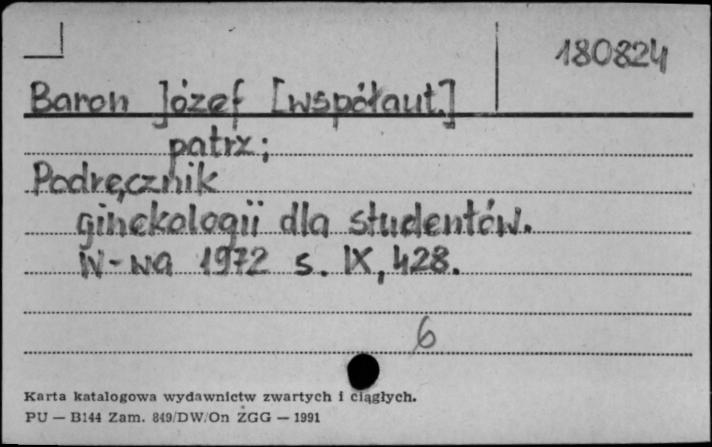 180824
Baron Józef [współaut.]
patrz;
Podręcznik
ginekologii dla studentów.
W-wa 1972 s. IX, 428.
6
Karta katalogowa wydawnictw zwartych i ciągłych.
PU — B144 Zam. 849/DW/On ZGG — 1991